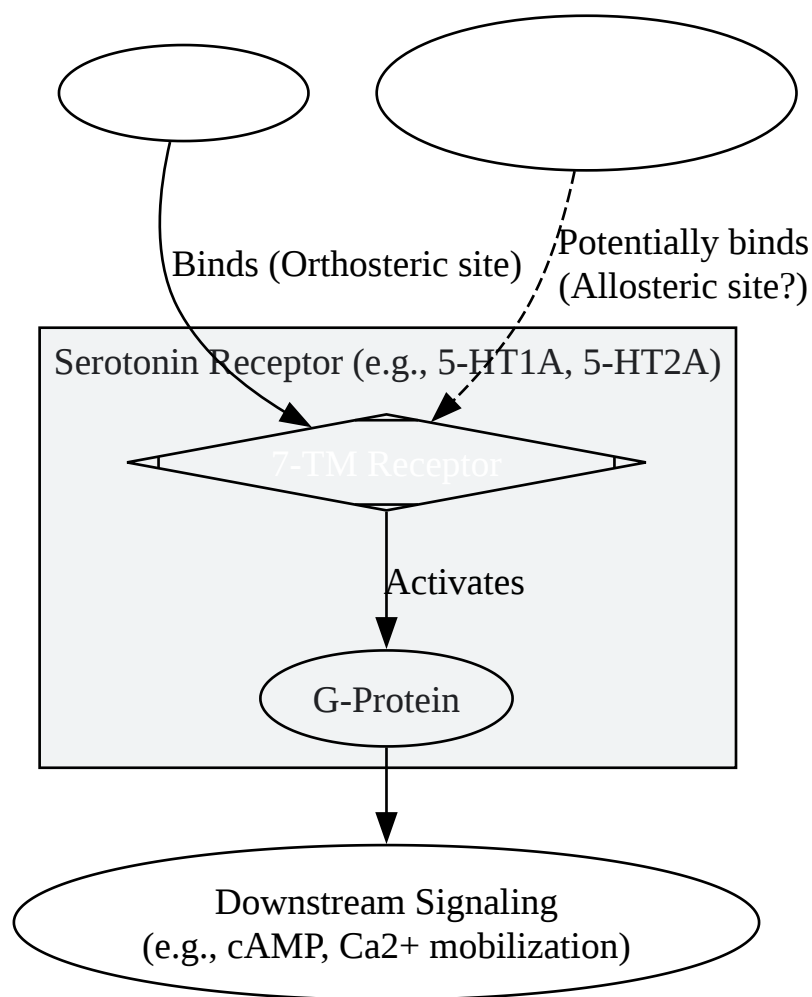 Binds (Orthosteric site)
Potentially binds
(Allosteric site?)
Serotonin Receptor (e.g., 5-HT1A, 5-HT2A)
7-TM Receptor
Activates
G-Protein
Downstream Signaling
(e.g., cAMP, Ca2+ mobilization)